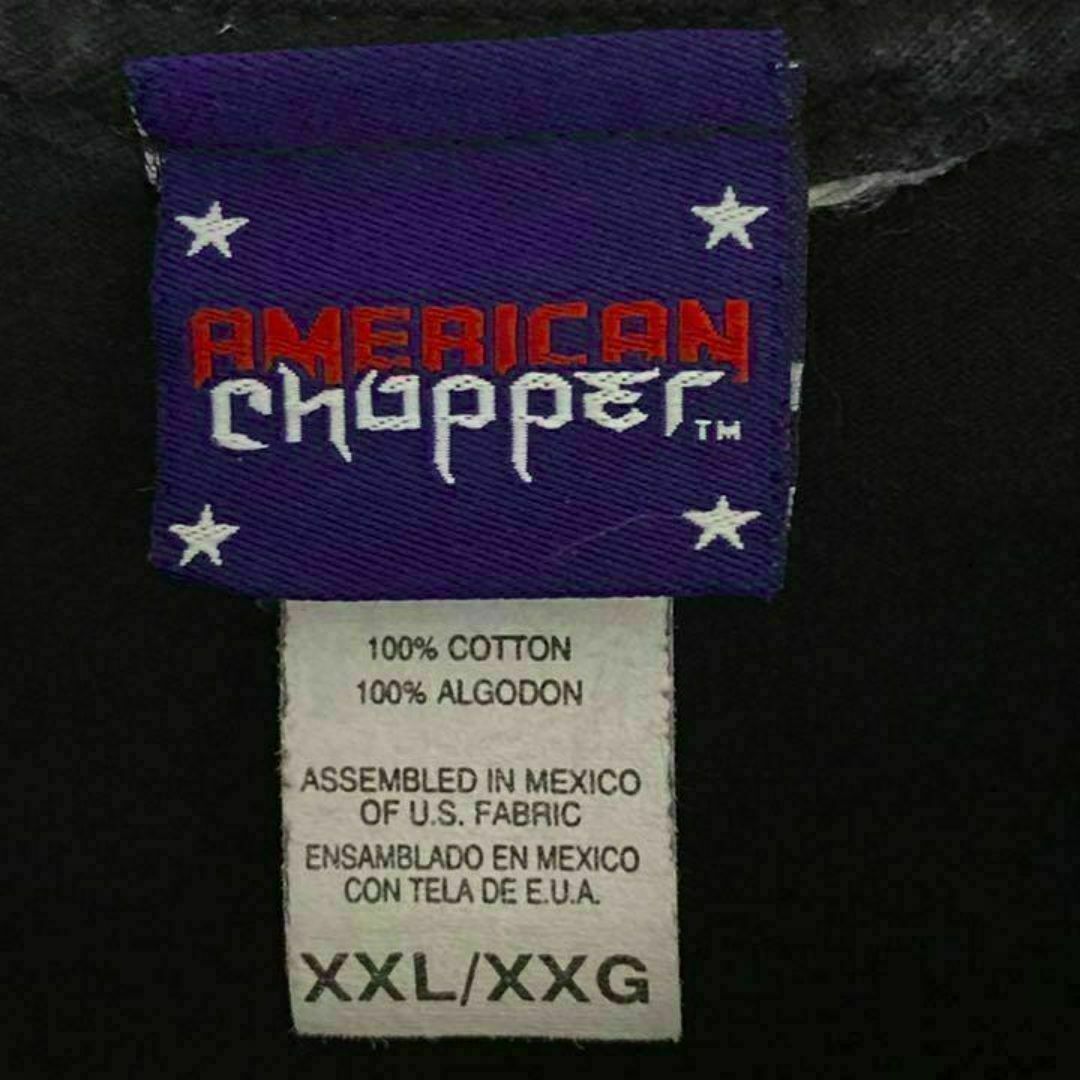 AMERICAN
chopper™
100% COTTON
100% ALGODON
ASSEMBLED IN MEXICO
OF U.S. FABRIC
ENSAMBLADO EN MEXICO
CON TELA DE E.U.A.
XXL/XXG